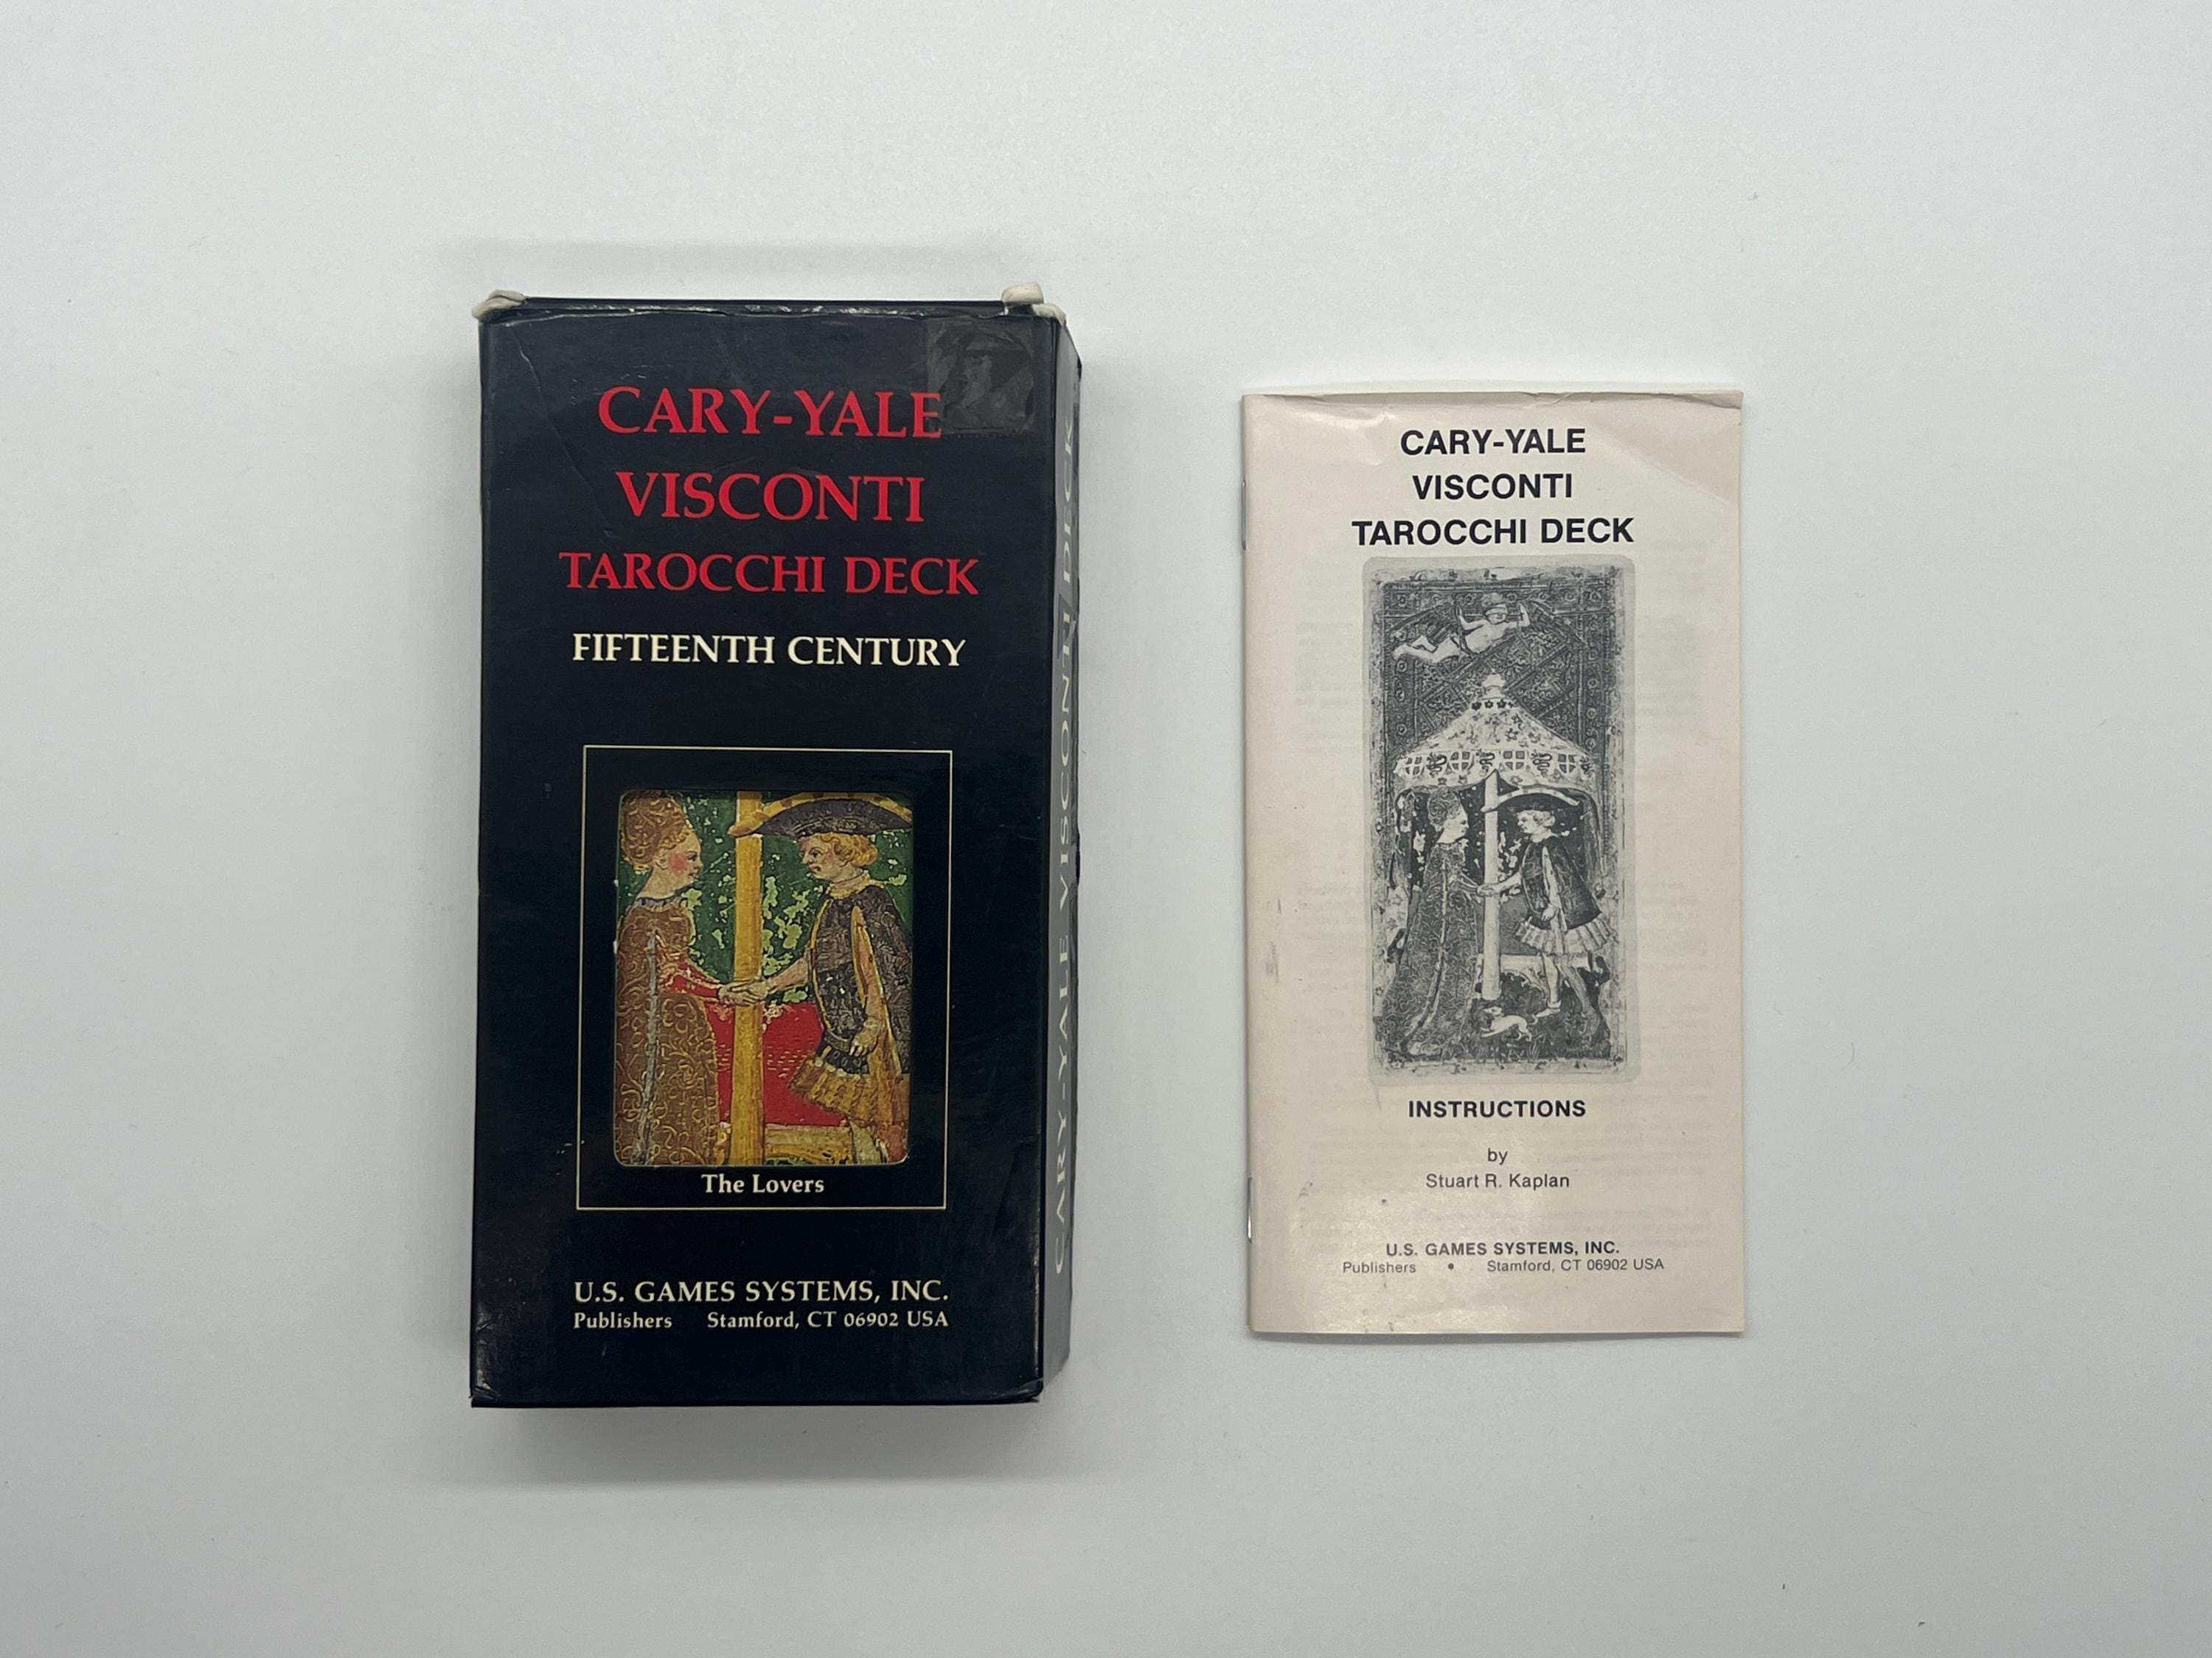 CARY-YALE
VISCONTI
TAROCCHI DECK
FIFTEENTH CENTURY
The Lovers
U.S. GAMES SYSTEMS, INC.
Publishers Stamford, CT 06902 USA
CARY-YALE VISCONTI DECK
CARY-YALE
VISCONTI
TAROCCHI DECK
INSTRUCTIONS
by
Stuart R. Kaplan
U.S. GAMES SYSTEMS, INC.
Publishers • Stamford, CT 06902 USA